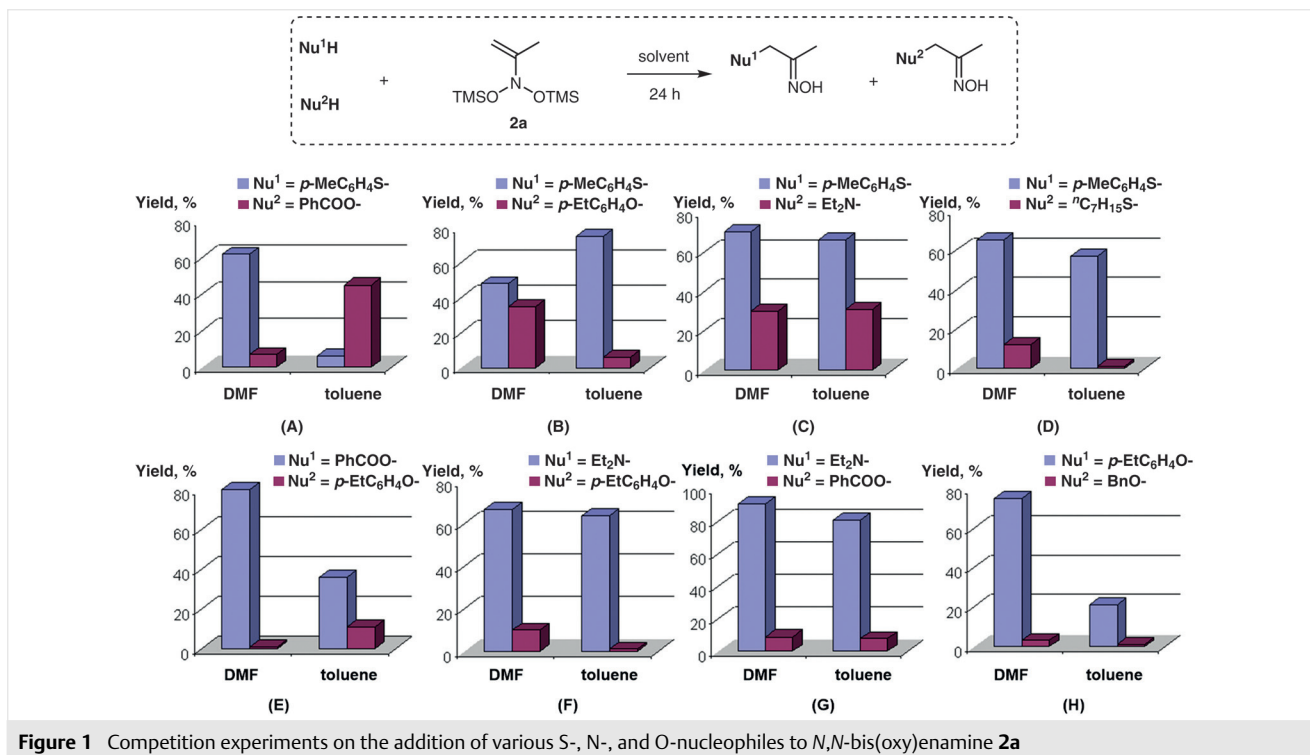 Nu¹H
Nu²H
+
TMSO
N
OTMS
2a
solvent
24 h
Nu¹
NOH
+
Nu²
NOH
Nu¹ = p-MeC₆H₄S-
Yield, % Nu² = PhCOO-
80
60
40
20
0
DMF toluene
(A)
Nu¹ = p-MeC₆H₄S-
Yield, % Nu² = p-EtC₆H₄O-
80
60
40
20
0
DMF toluene
(B)
Nu¹ = p-MeC₆H₄S-
Yield, % Nu² = Et₂N-
80
60
40
20
0
DMF toluene
(C)
Nu¹ = p-MeC₆H₄S-
Yield, % Nu² = ⁿC₇H₁₅S-
80
60
40
20
0
DMF toluene
(D)
Nu¹ = PhCOO-
Yield, % Nu² = p-EtC₆H₄O-
80
60
40
20
0
DMF toluene
(E)
Nu¹ = Et₂N-
Yield, % Nu² = p-EtC₆H₄O-
80
60
40
20
0
DMF toluene
(F)
Nu¹ = Et₂N-
Yield, % Nu² = PhCOO-
100
80
60
40
20
0
DMF toluene
(G)
Nu¹ = p-EtC₆H₄O-
Yield, % Nu² = BnO-
80
60
40
20
0
DMF toluene
(H)
Figure 1 Competition experiments on the addition of various S-, N-, and O-nucleophiles to N,N-bis(oxy)enamine 2a